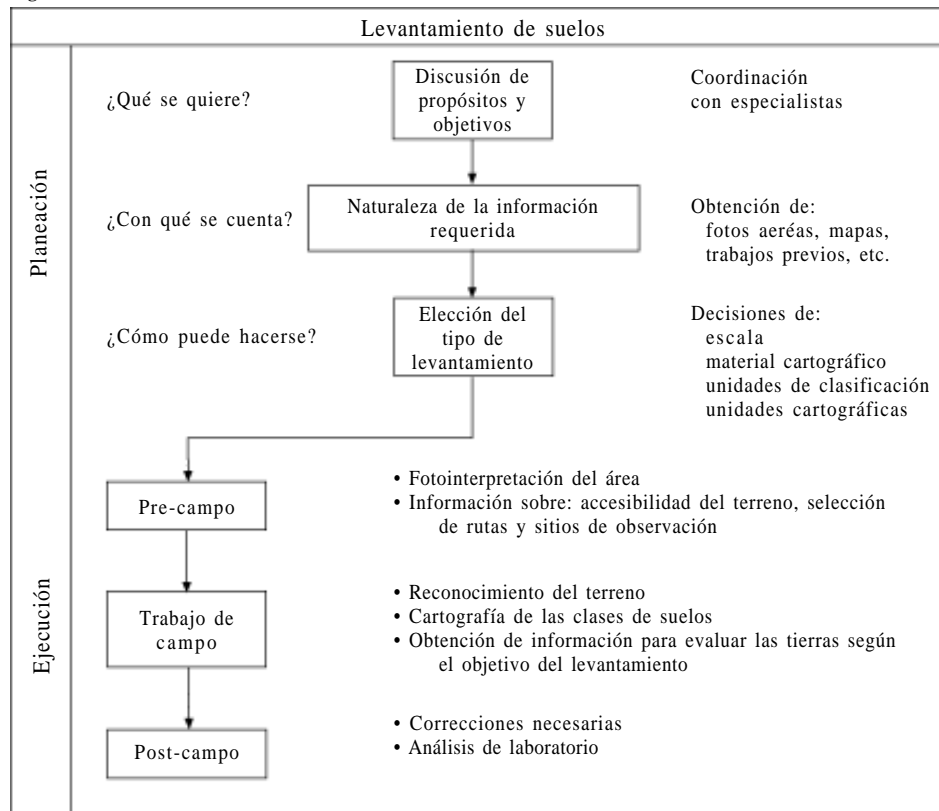 Levantamiento de suelos
Planeación
¿Qué se quiere?
Discusión de
propósitos y
objetivos
Coordinación
con especialistas
¿Con qué se cuenta?
Naturaleza de la información
requerida
Obtención de:
fotos aeréas, mapas,
trabajos previos, etc.
¿Cómo puede hacerse?
Elección del
tipo de
levantamiento
Decisiones de:
escala
material cartográfico
unidades de clasificación
unidades cartográficas
Ejecución
Pre-campo
• Fotointerpretación del área
• Información sobre: accesibilidad del terreno, selección
de rutas y sitios de observación
Trabajo de
campo
• Reconocimiento del terreno
• Cartografía de las clases de suelos
• Obtención de información para evaluar las tierras según
el objetivo del levantamiento
Post-campo
• Correcciones necesarias
• Análisis de laboratorio